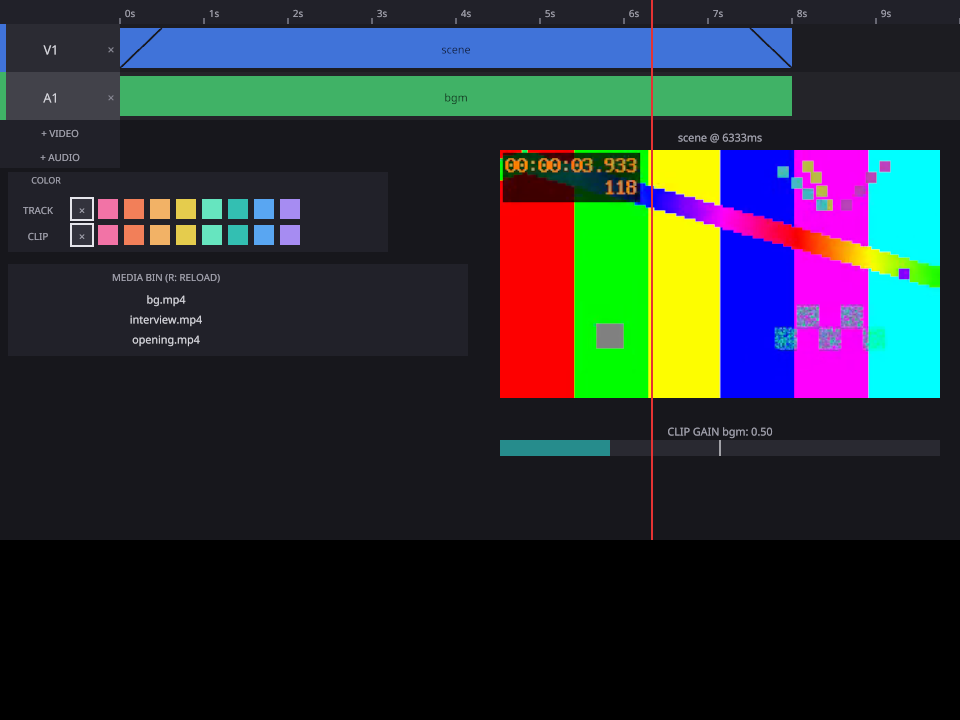 0s 1s 2s 3s 4s 5s 6s 7s 8s 9s
V1 × scene
A1 × bgm
+ VIDEO
+ AUDIO
scene @ 6333ms
00:00:03.933
118
COLOR
TRACK ×
CLIP ×
MEDIA BIN (R: RELOAD)
bg.mp4
interview.mp4
opening.mp4
CLIP GAIN bgm: 0.50